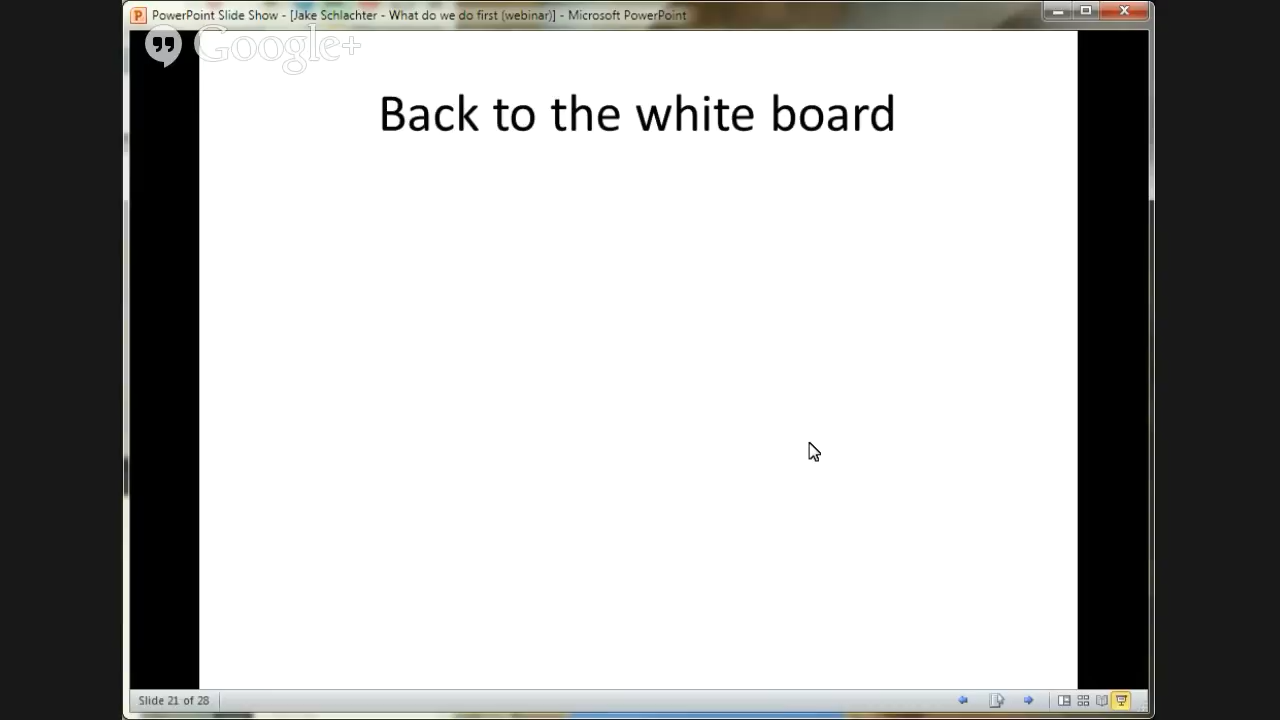 PowerPoint Slide Show - [Jake Schlachter - What do we do first (webinar)] - Microsoft PowerPoint
Google+
Back to the white board
Slide 21 of 28